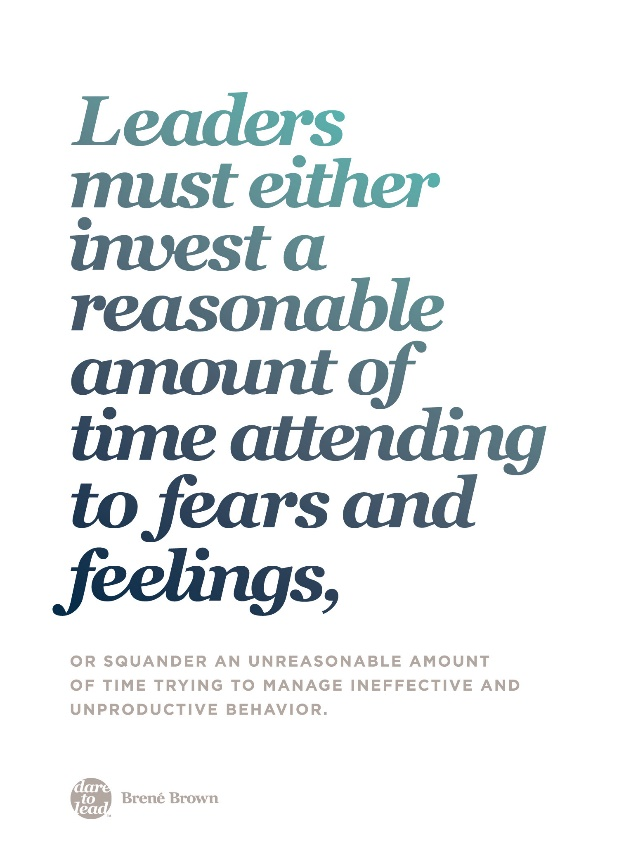 Leaders
must either
invest a
reasonable
amount of
time attending
to fears and
feelings,
OR SQUANDER AN UNREASONABLE AMOUNT
OF TIME TRYING TO MANAGE INEFFECTIVE AND
UNPRODUCTIVE BEHAVIOR.
dare
to
lead™
Brené Brown